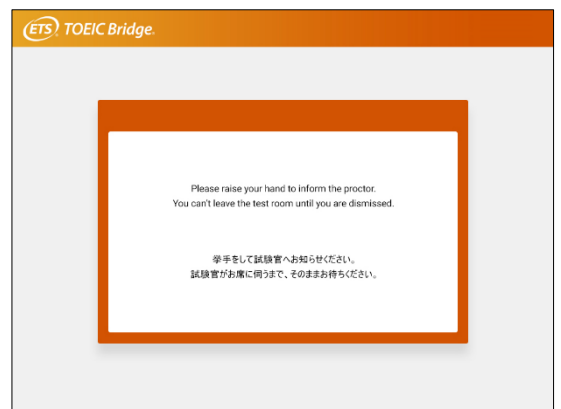 ETS TOEIC Bridge.
Please raise your hand to inform the proctor.
You can't leave the test room until you are dismissed.
挙手をして試験官へお知らせください。
試験官がお席に伺うまで、そのままお待ちください。